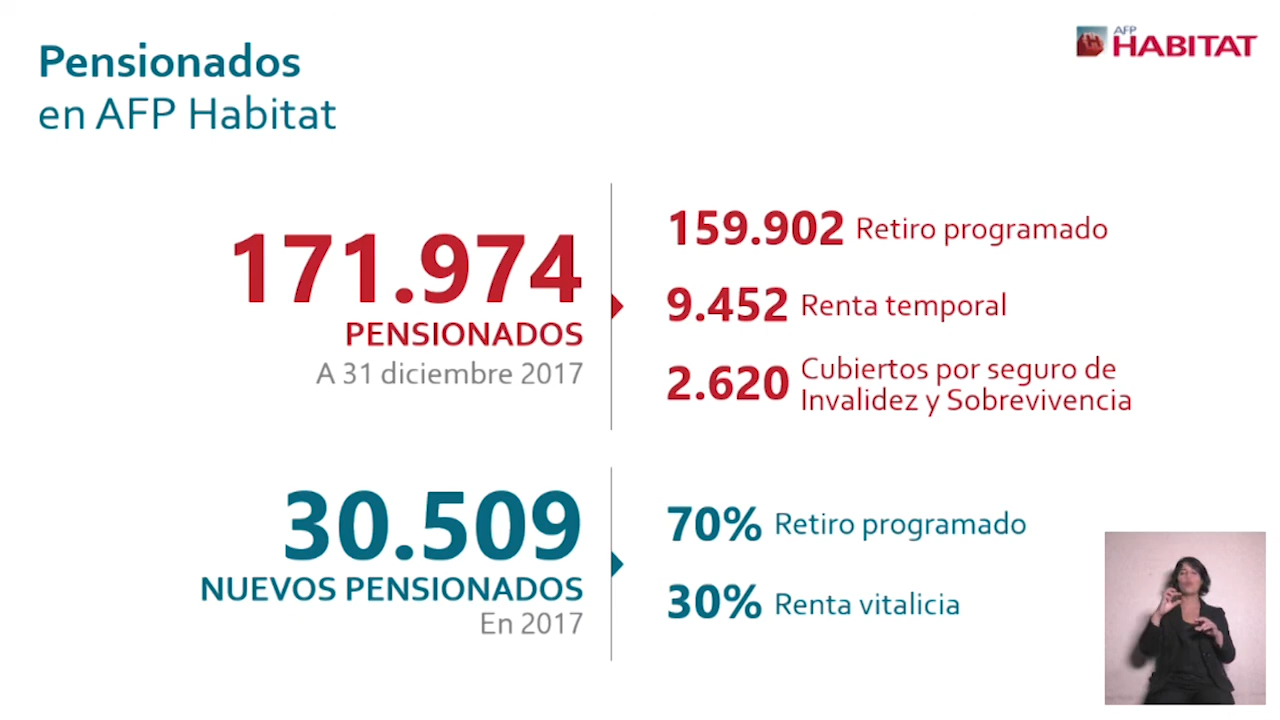 Pensionados
en AFP Habitat
AFP
HABITAT
171.974
PENSIONADOS
A 31 diciembre 2017
159.902 Retiro programado
9.452 Renta temporal
2.620 Cubiertos por seguro de
Invalidez y Sobrevivencia
30.509
NUEVOS PENSIONADOS
En 2017
70% Retiro programado
30% Renta vitalicia